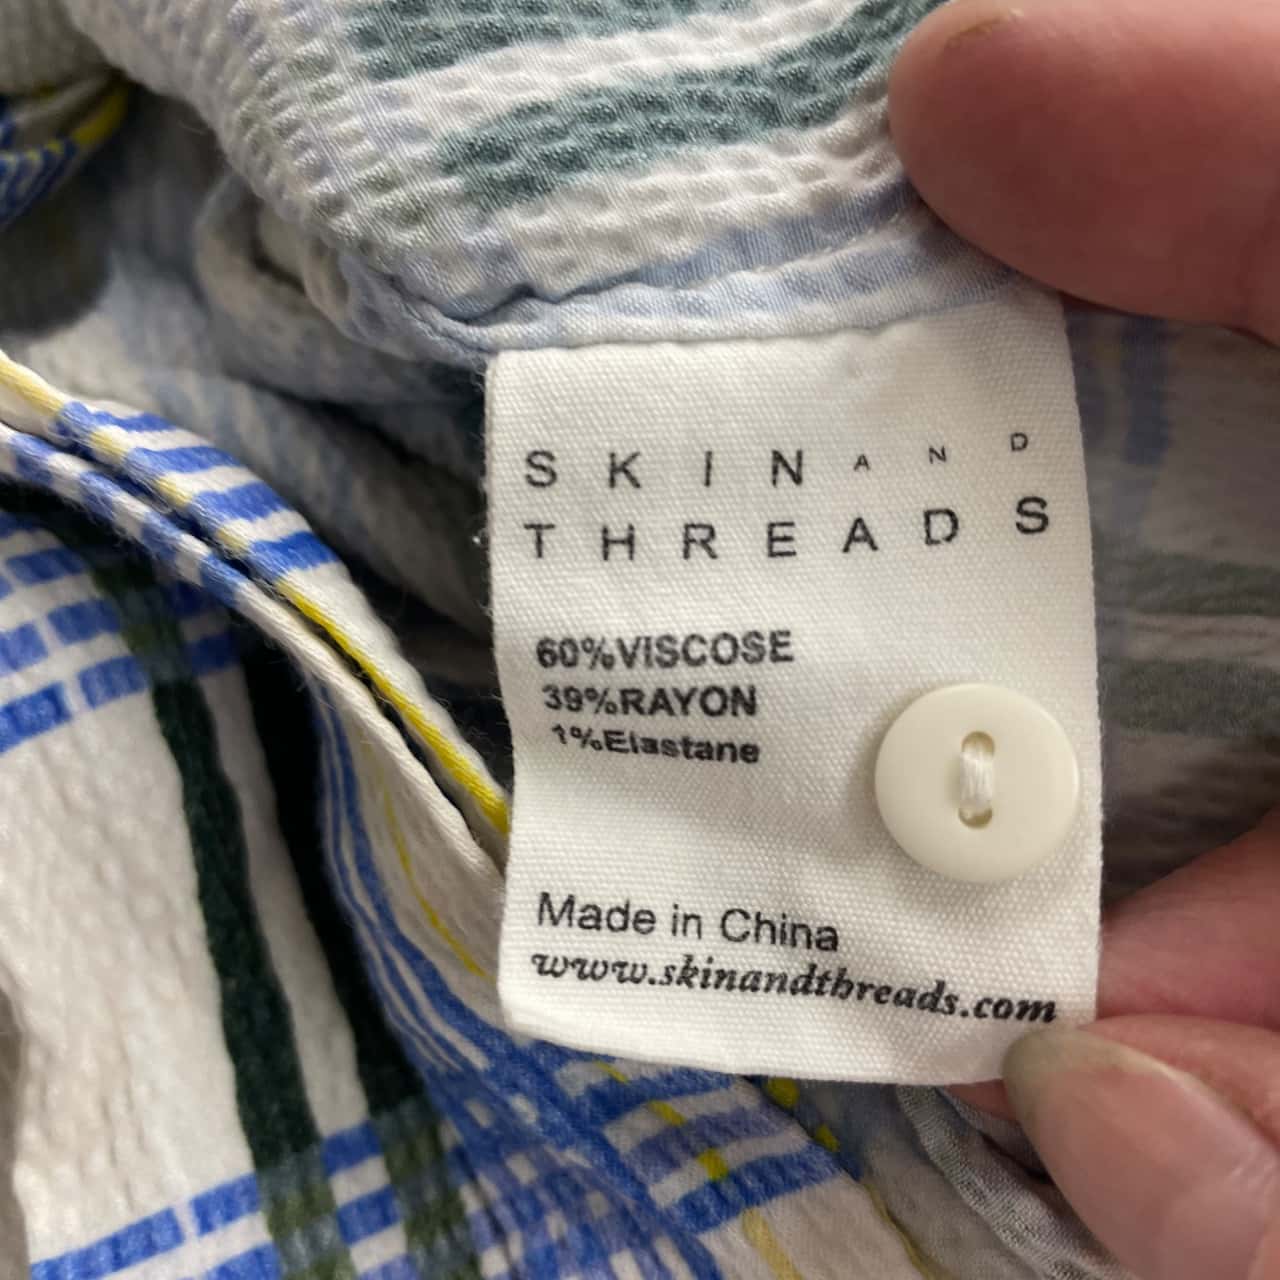 SKIN AND
THREADS
60%VISCOSE
39%RAYON
1%Elastane
Made in China
www.skinandthreads.com